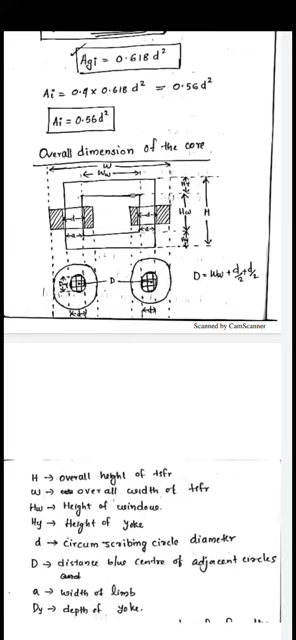 Agi = 0.618 d²
Ai = 0.9 x 0.618 d² = 0.56d²
Ai = 0.56d²
Overall dimension of the core
W
Ww
Hy
d
d
Hw
H
a
a
Hy
D
D = Ww + d/2 + d/2
Scanned by CamScanner
H → overall height of tsfr
W → overall width of tsfr
Hw → Height of windows
Hy → Height of yoke
d → circum-scribing circle diameter
D → distance b/w centre of adjacent circles
a → width of limb
Dy → depth of yoke.